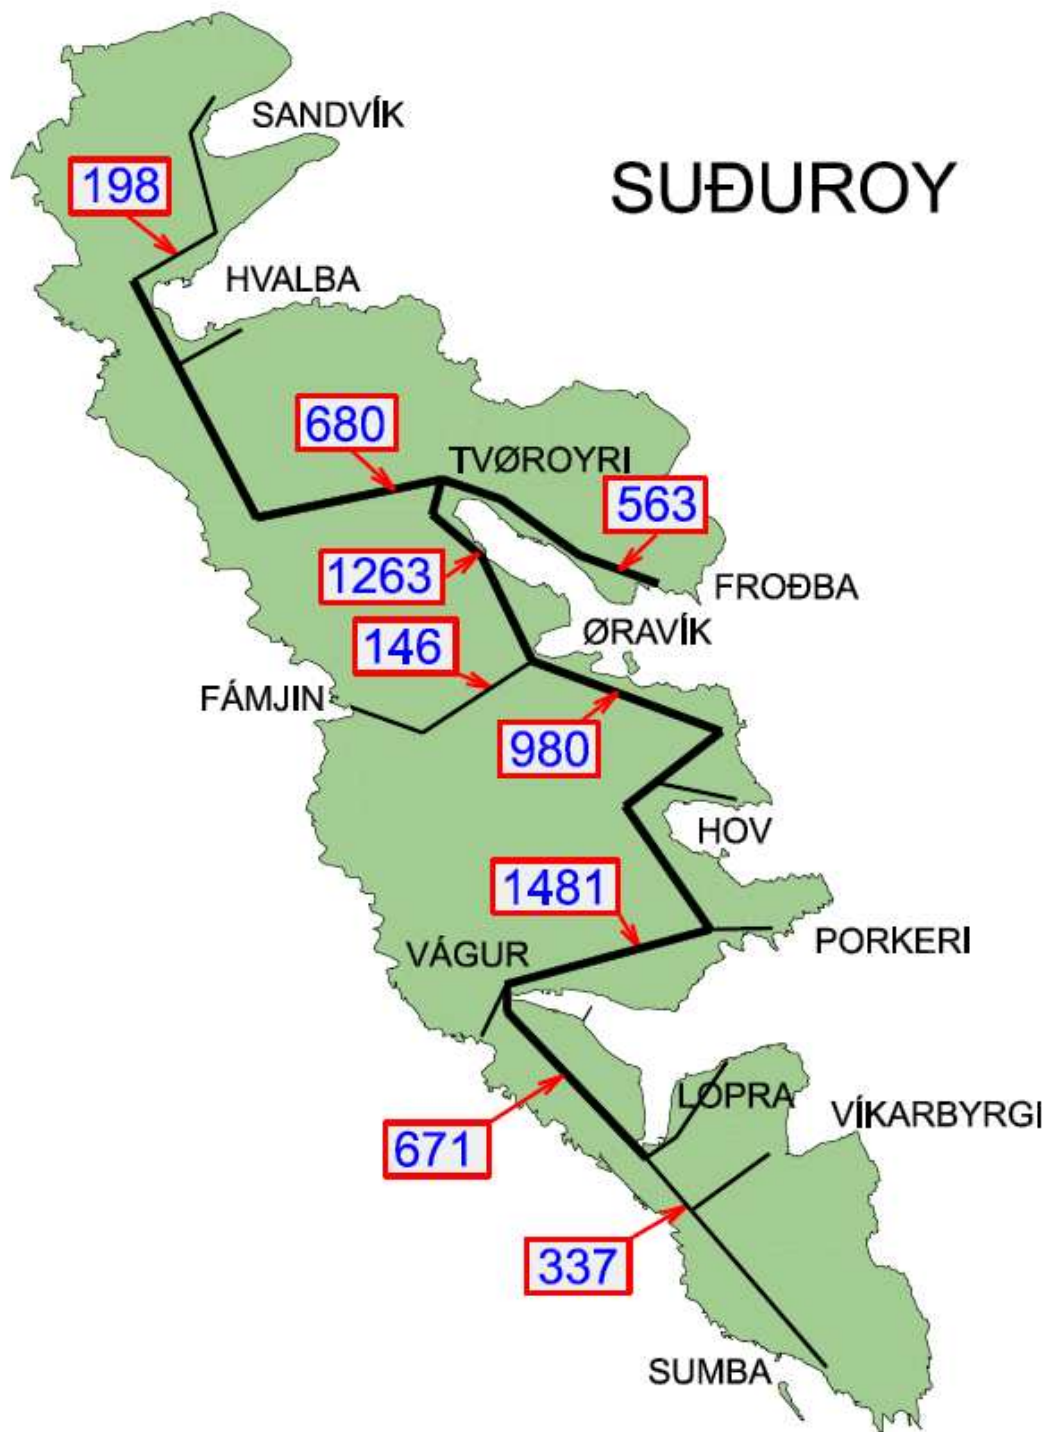 SANDVÍK
SUÐUROY
198
HVALBA
680
TVØROYRI
563
1263
FROÐBA
ØRAVÍK
146
FÁMJIN
980
HOV
1481
VÁGUR
PORKERI
LOPRA
VÍKARBYRGI
671
337
SUMBA